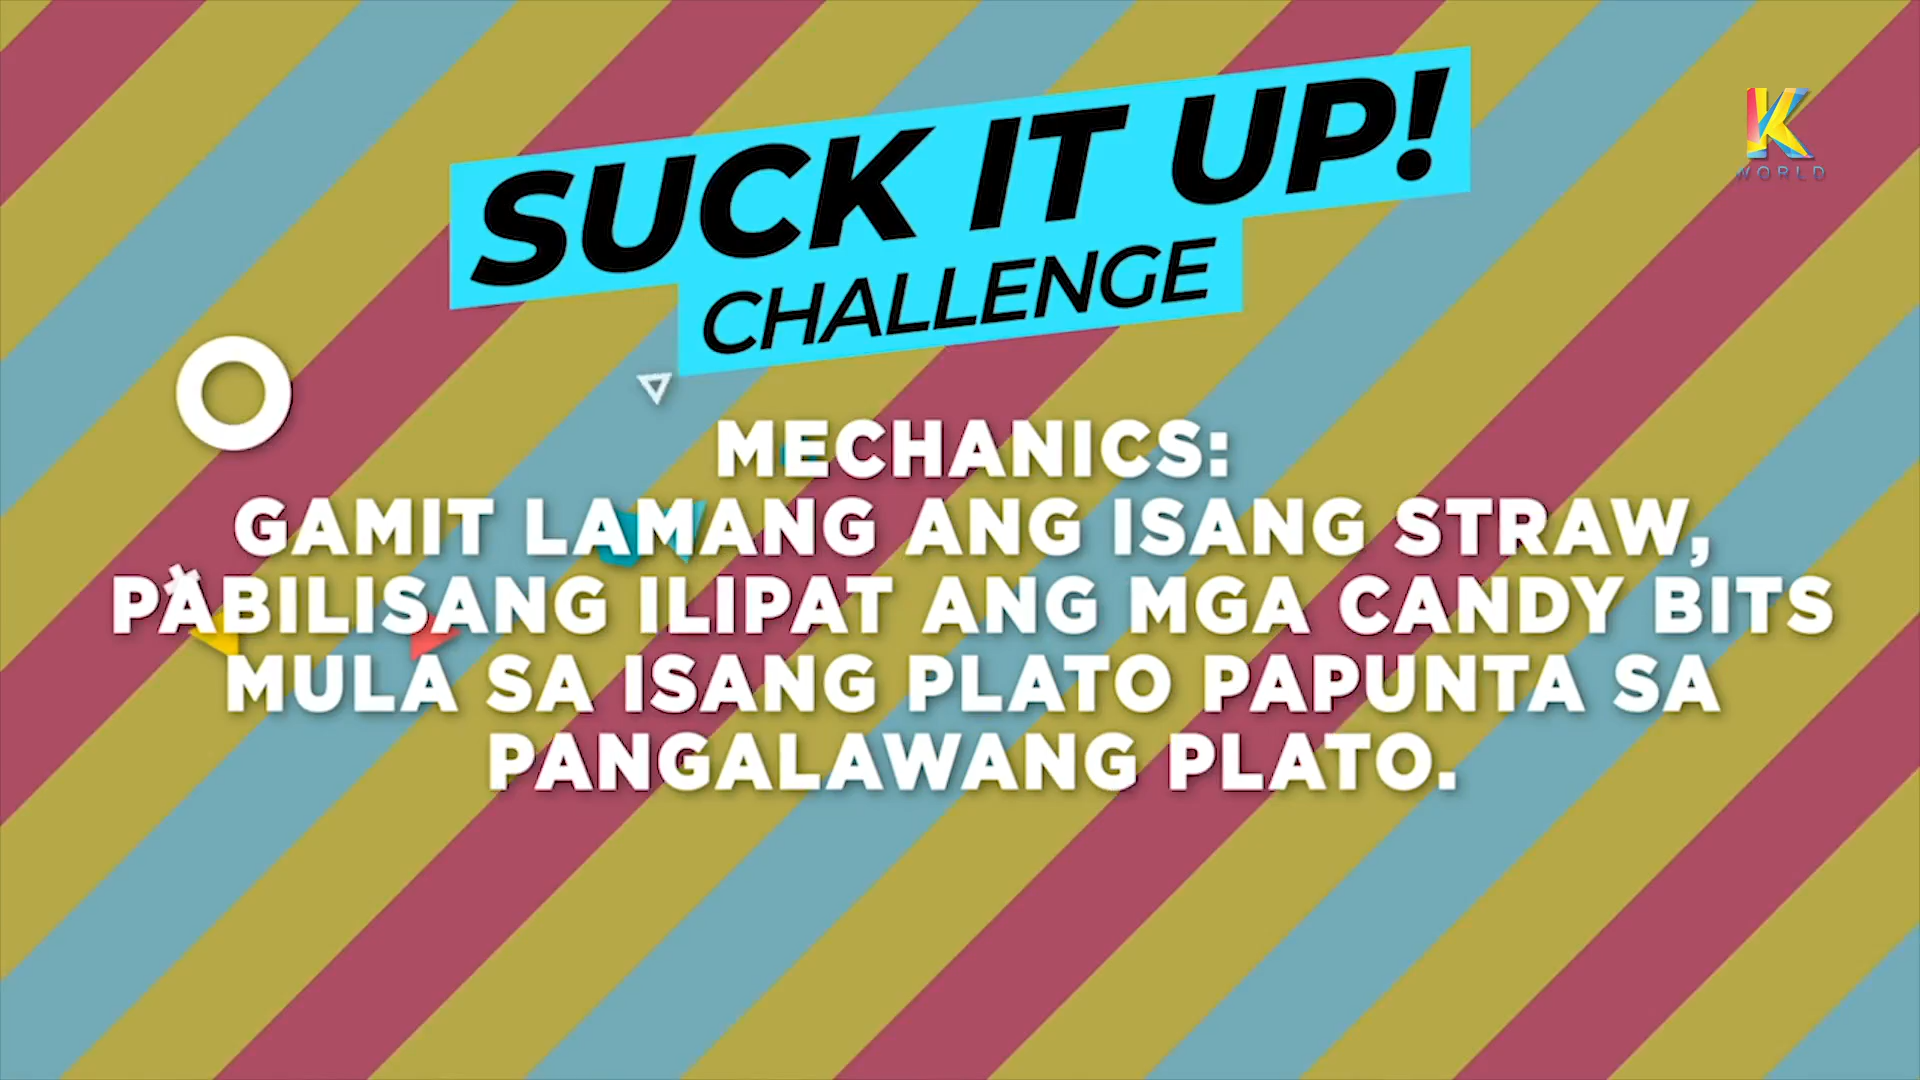 SUCK IT UP!
CHALLENGE
K
WORLD
MECHANICS:
GAMIT LAMANG ANG ISANG STRAW,
PABILISANG ILIPAT ANG MGA CANDY BITS
MULA SA ISANG PLATO PAPUNTA SA
PANGALAWANG PLATO.